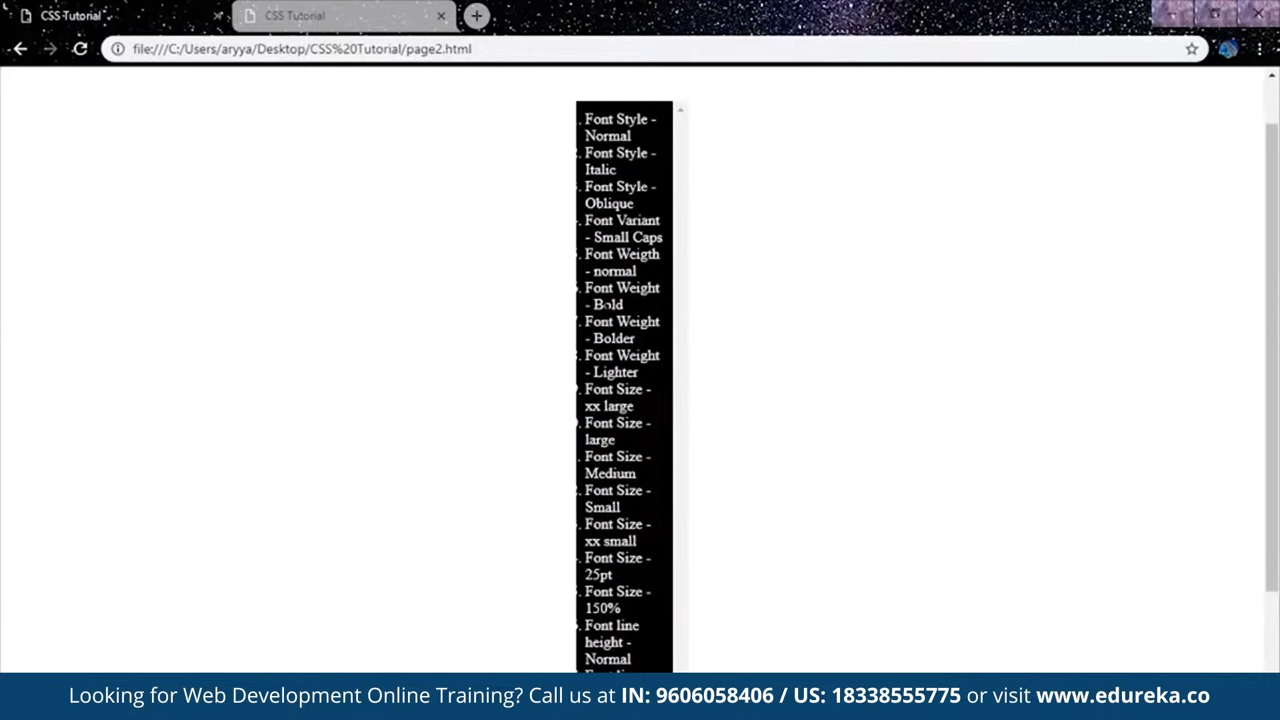 CSS Tutorial
CSS Tutorial
file:///C:/Users/aryya/Desktop/CSS%20Tutorial/page2.html
. Font Style -
Normal
. Font Style -
Italic
. Font Style -
Oblique
. Font Variant
- Small Caps
. Font Weigth
- normal
. Font Weight
- Bold
. Font Weight
- Bolder
. Font Weight
- Lighter
. Font Size -
xx large
. Font Size -
large
. Font Size -
Medium
. Font Size -
Small
. Font Size -
xx small
. Font Size -
25pt
. Font Size -
150%
. Font line
height -
Normal
Looking for Web Development Online Training? Call us at IN: 9606058406 / US: 18338555775 or visit www.edureka.co